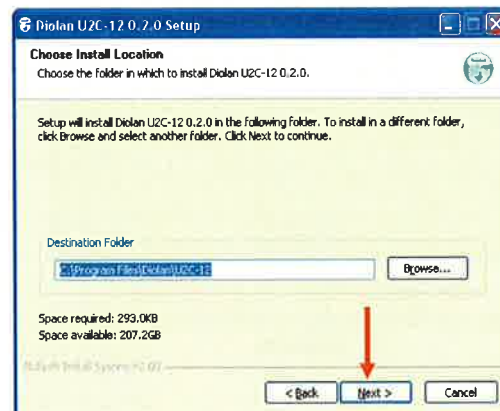 Diolan U2C-12 0.2.0 Setup
Choose Install Location
Choose the folder in which to install Diolan U2C-12 0.2.0.
Setup will install Diolan U2C-12 0.2.0 in the following folder. To install in a different folder,
click Browse and select another folder. Click Next to continue.
Destination Folder
C:\Program Files\Diolan\U2C-12
Browse...
Space required: 293.0KB
Space available: 207.2GB
< Back
Next >
Cancel